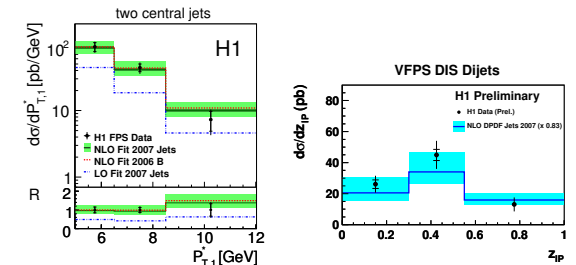 two central jets
H1
dσ/dP*T,1 [pb/GeV]
10²
10
1
H1 FPS Data
NLO Fit 2007 Jets
NLO Fit 2006 B
LO Fit 2007 Jets
R
2
1
0
6 8 10 12
P*T,1 [GeV]
VFPS DIS Dijets
H1 Preliminary
H1 Data (Prel.)
NLO DPDF Jets 2007 (x 0.83)
dσ/dzIP (pb)
80
60
40
20
0
0 0.2 0.4 0.6 0.8 1
zIP